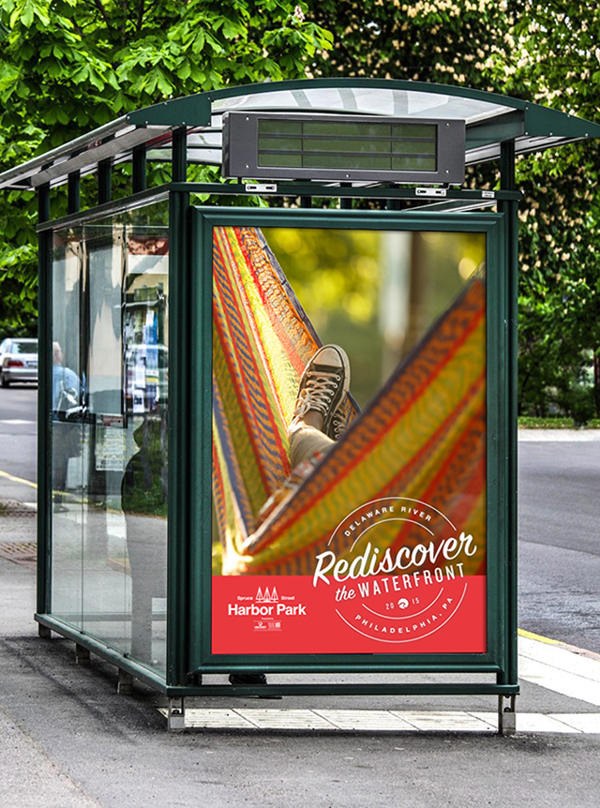 DELAWARE RIVER
Rediscover
the WATERFRONT
20 15
PHILADELPHIA·PA
Spruce Street
Harbor Park